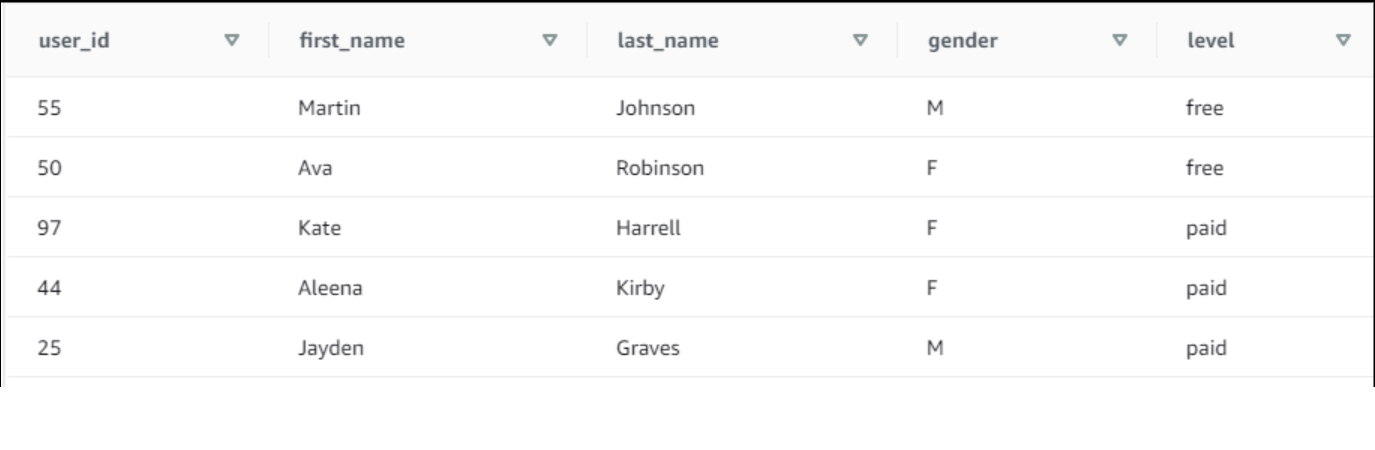 user_id first_name last_name gender level
55 Martin Johnson M free
50 Ava Robinson F free
97 Kate Harrell F paid
44 Aleena Kirby F paid
25 Jayden Graves M paid